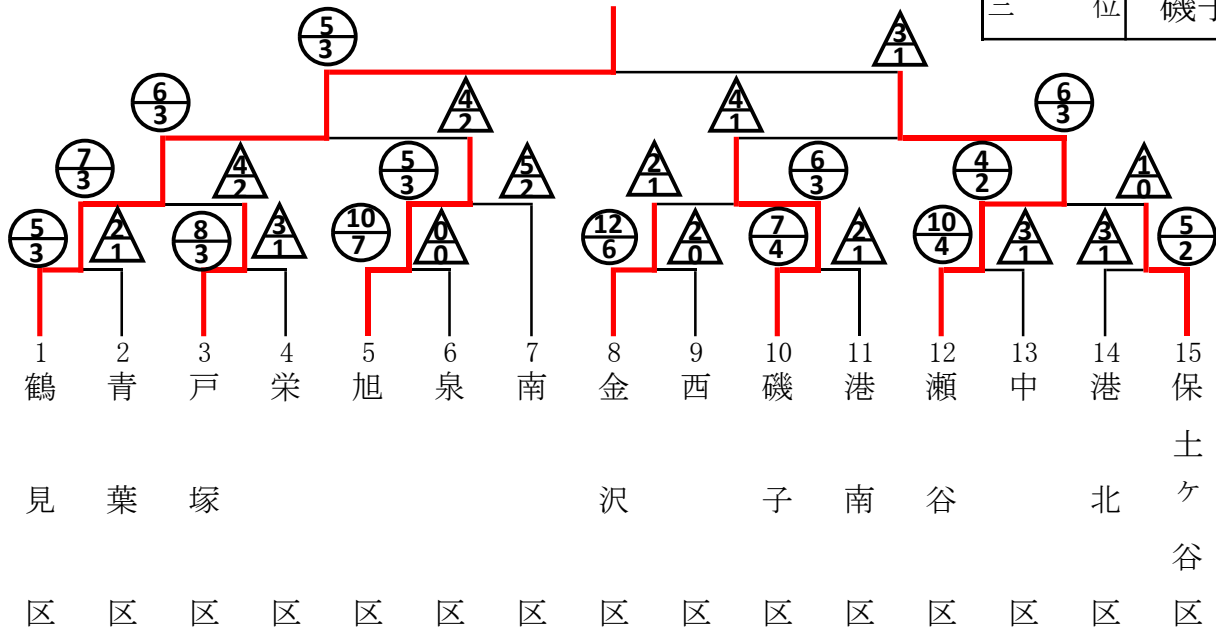 三 位 磯子
5 3
3 1
6 3
4 2
4 1
6 3
7 3
4 2
5 3
5 2
2 1
6 3
4 2
1 0
5 3
2 1
8 3
3 1
10 7
0 0
12 6
2 0
7 4
2 1
10 4
3 1
3 1
5 2
1 2 3 4 5 6 7 8 9 10 11 12 13 14 15
鶴見区
青葉区
戸塚区
栄区
旭区
泉区
南区
金沢区
西区
磯子区
港南区
瀬谷区
中区
港北区
保土ケ谷区